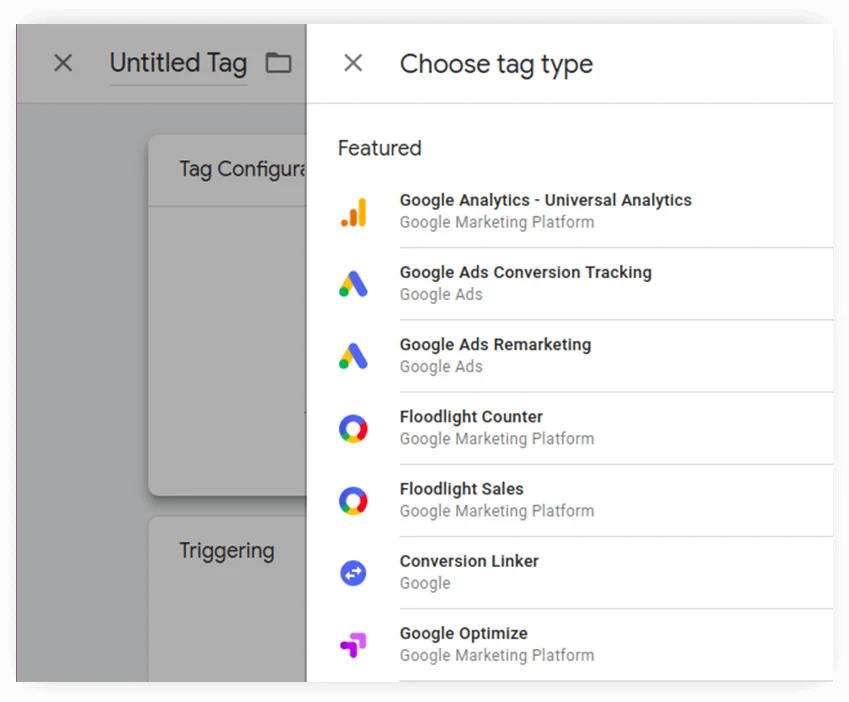 Untitled Tag
Choose tag type
Tag Configura
Triggering
Featured
Google Analytics - Universal Analytics
Google Marketing Platform
Google Ads Conversion Tracking
Google Ads
Google Ads Remarketing
Google Ads
Floodlight Counter
Google Marketing Platform
Floodlight Sales
Google Marketing Platform
Conversion Linker
Google
Google Optimize
Google Marketing Platform